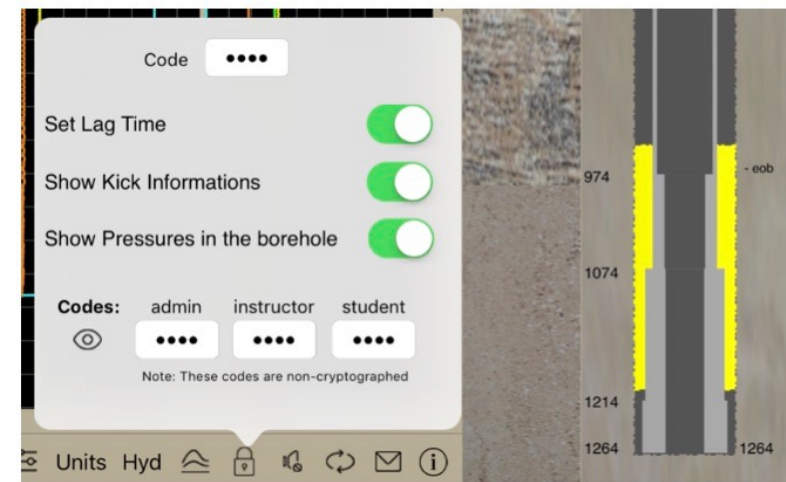 Code ••••
Set Lag Time
Show Kick Informations
Show Pressures in the borehole
Codes: admin instructor student
•••• •••• ••••
Note: These codes are non-cryptographed
Units Hyd
974
- eob
1074
1214
1264 1264